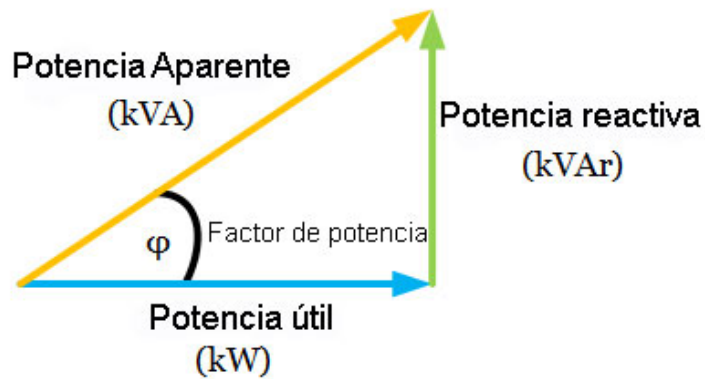 Potencia Aparente
(kVA)
Potencia reactiva
(kVAr)
φ
Factor de potencia
Potencia útil
(kW)